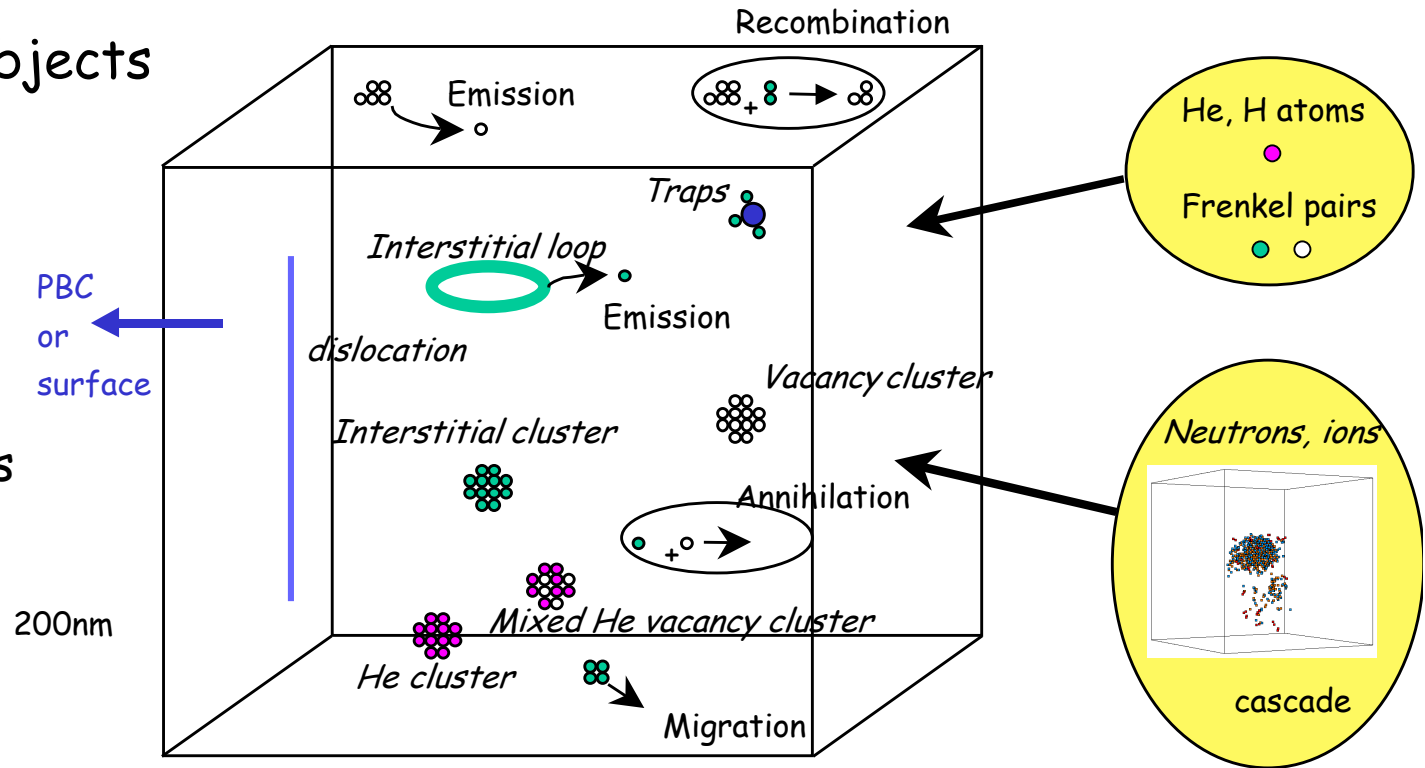 Recombination
bjects
Emission
+
He, H atoms
Traps
Frenkel pairs
Interstitial loop
PBC
or
surface
Emission
dislocation
Vacancy cluster
Interstitial cluster
Neutrons, ions
s
Annihilation
+
200nm
Mixed He vacancy cluster
He cluster
cascade
Migration